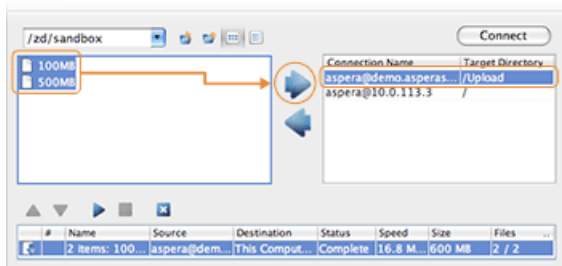 /zd/sandbox
Connect
100MB
500MB
Connection Name Target Directory
aspera@demo.asperas... /Upload
aspera@10.0.113.3 /
# Name Source Destination Status Speed Size Files ..
2 items: 100... aspera@dem... This Comput... Complete 16.8 M... 600 MB 2 / 2